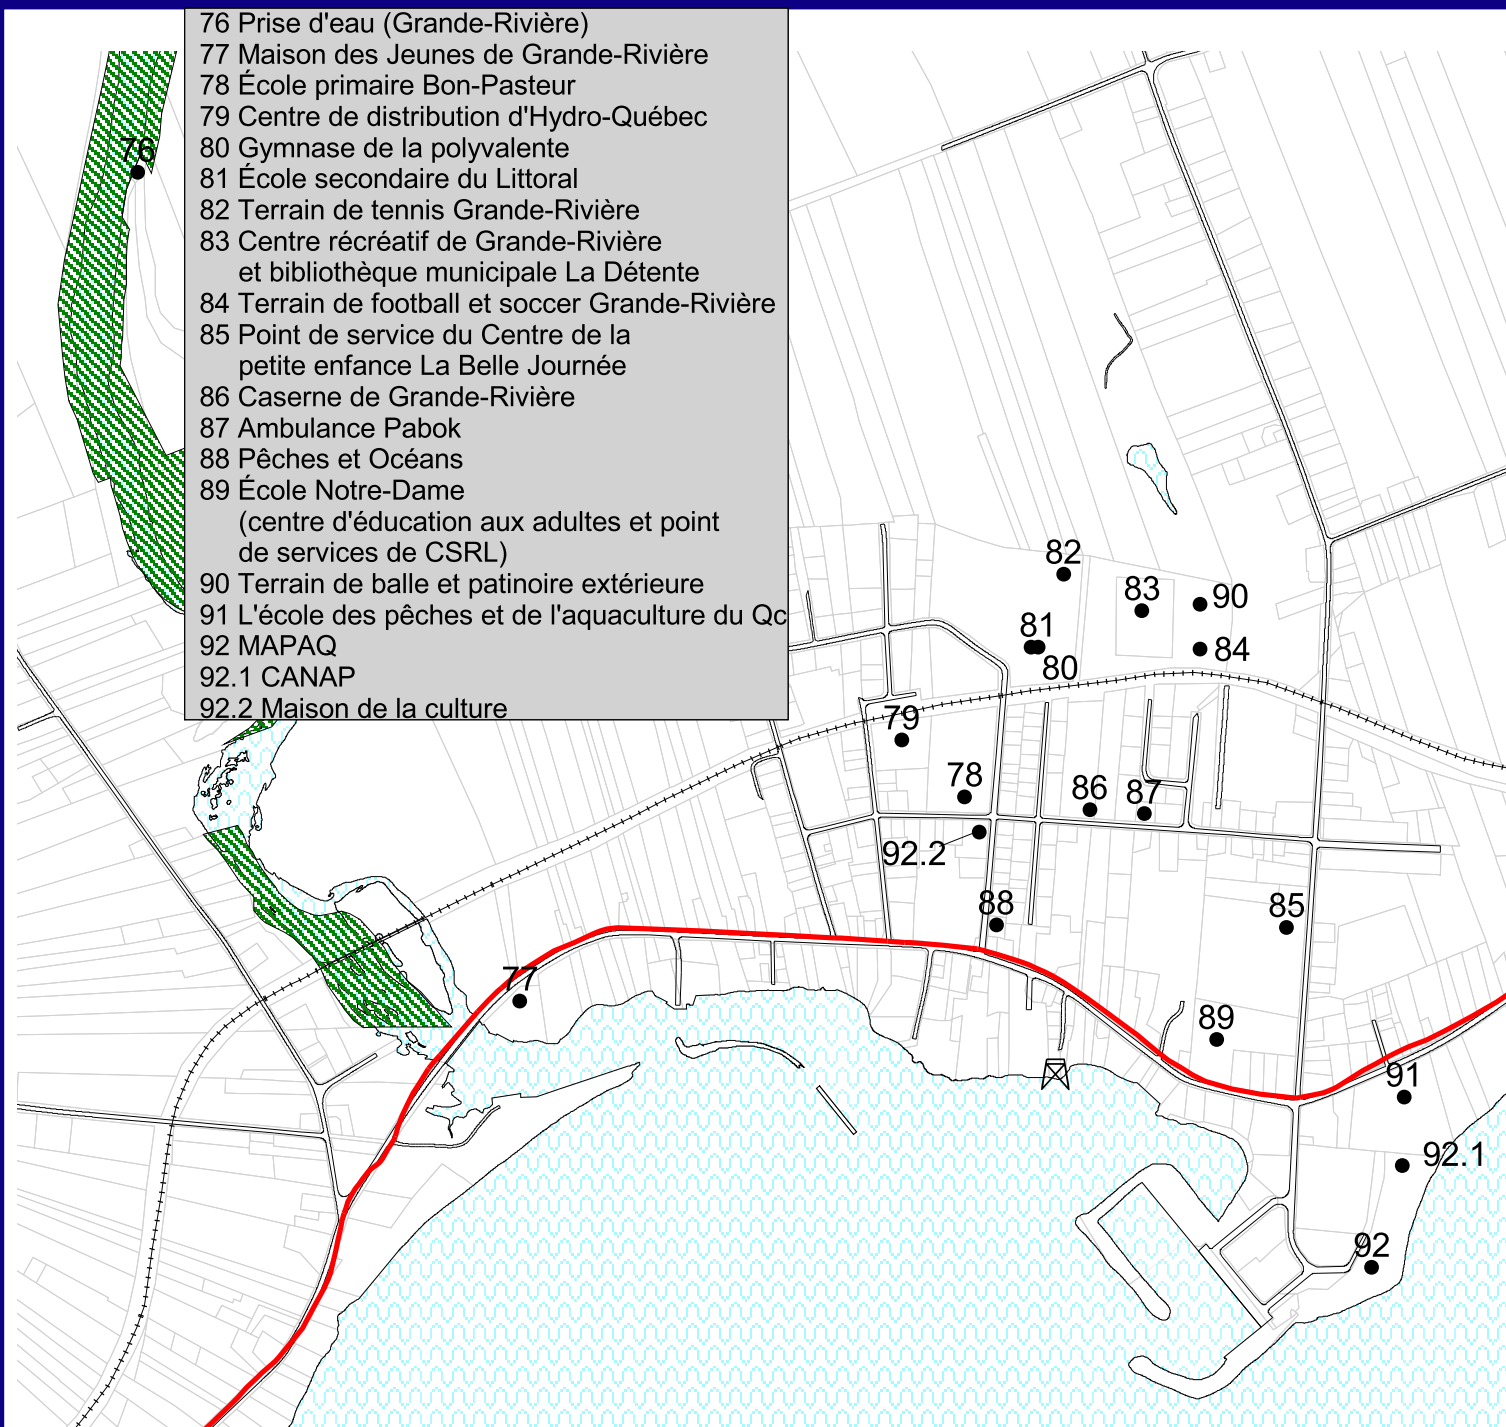 76 Prise d'eau (Grande-Rivière)
77 Maison des Jeunes de Grande-Rivière
78 École primaire Bon-Pasteur
79 Centre de distribution d'Hydro-Québec
80 Gymnase de la polyvalente
81 École secondaire du Littoral
82 Terrain de tennis Grande-Rivière
83 Centre récréatif de Grande-Rivière
et bibliothèque municipale La Détente
84 Terrain de football et soccer Grande-Rivière
85 Point de service du Centre de la
petite enfance La Belle Journée
86 Caserne de Grande-Rivière
87 Ambulance Pabok
88 Pêches et Océans
89 École Notre-Dame
(centre d'éducation aux adultes et point
de services de CSRL)
90 Terrain de balle et patinoire extérieure
91 L'école des pêches et de l'aquaculture du Qc
92 MAPAQ
92.1 CANAP
92.2 Maison de la culture
76
82
83
90
81
84
80
79
78
86
87
92.2
88
85
77
89
91
92.1
92